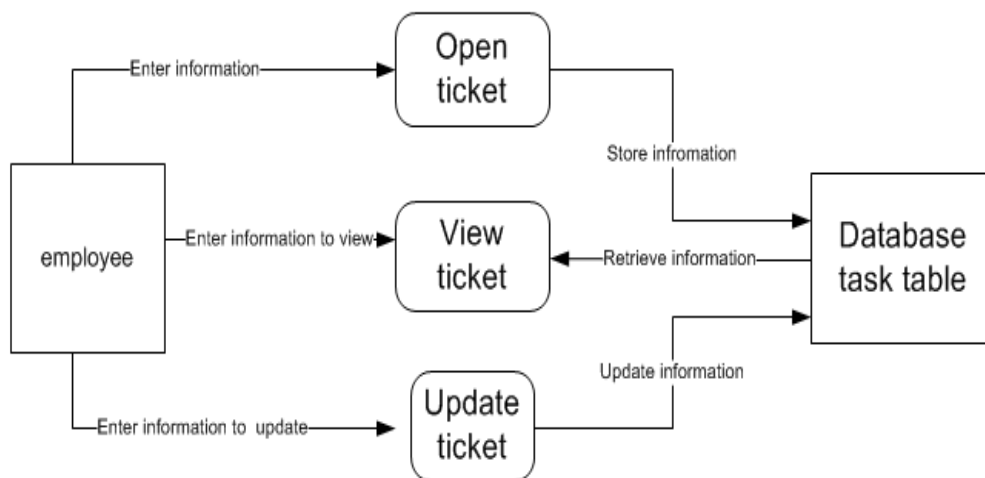 Open
ticket
Enter information
Store infromation
employee
Enter information to view
View
ticket
Retrieve information
Database
task table
Update information
Enter information to  update
Update
ticket